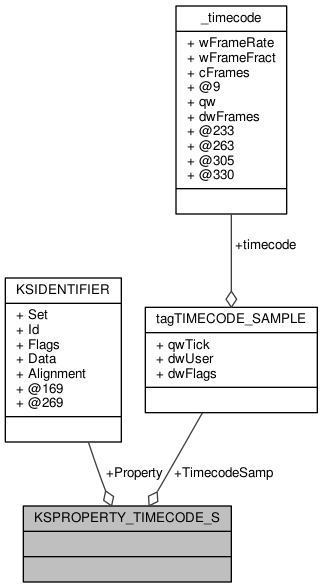 _timecode
+ wFrameRate
+ wFrameFract
+ cFrames
+ @9
+ qw
+ dwFrames
+ @233
+ @263
+ @305
+ @330
+timecode
KSIDENTIFIER
+ Set
+ Id
+ Flags
+ Data
+ Alignment
+ @169
+ @269
tagTIMECODE_SAMPLE
+ qwTick
+ dwUser
+ dwFlags
+Property
+TimecodeSamp
KSPROPERTY_TIMECODE_S